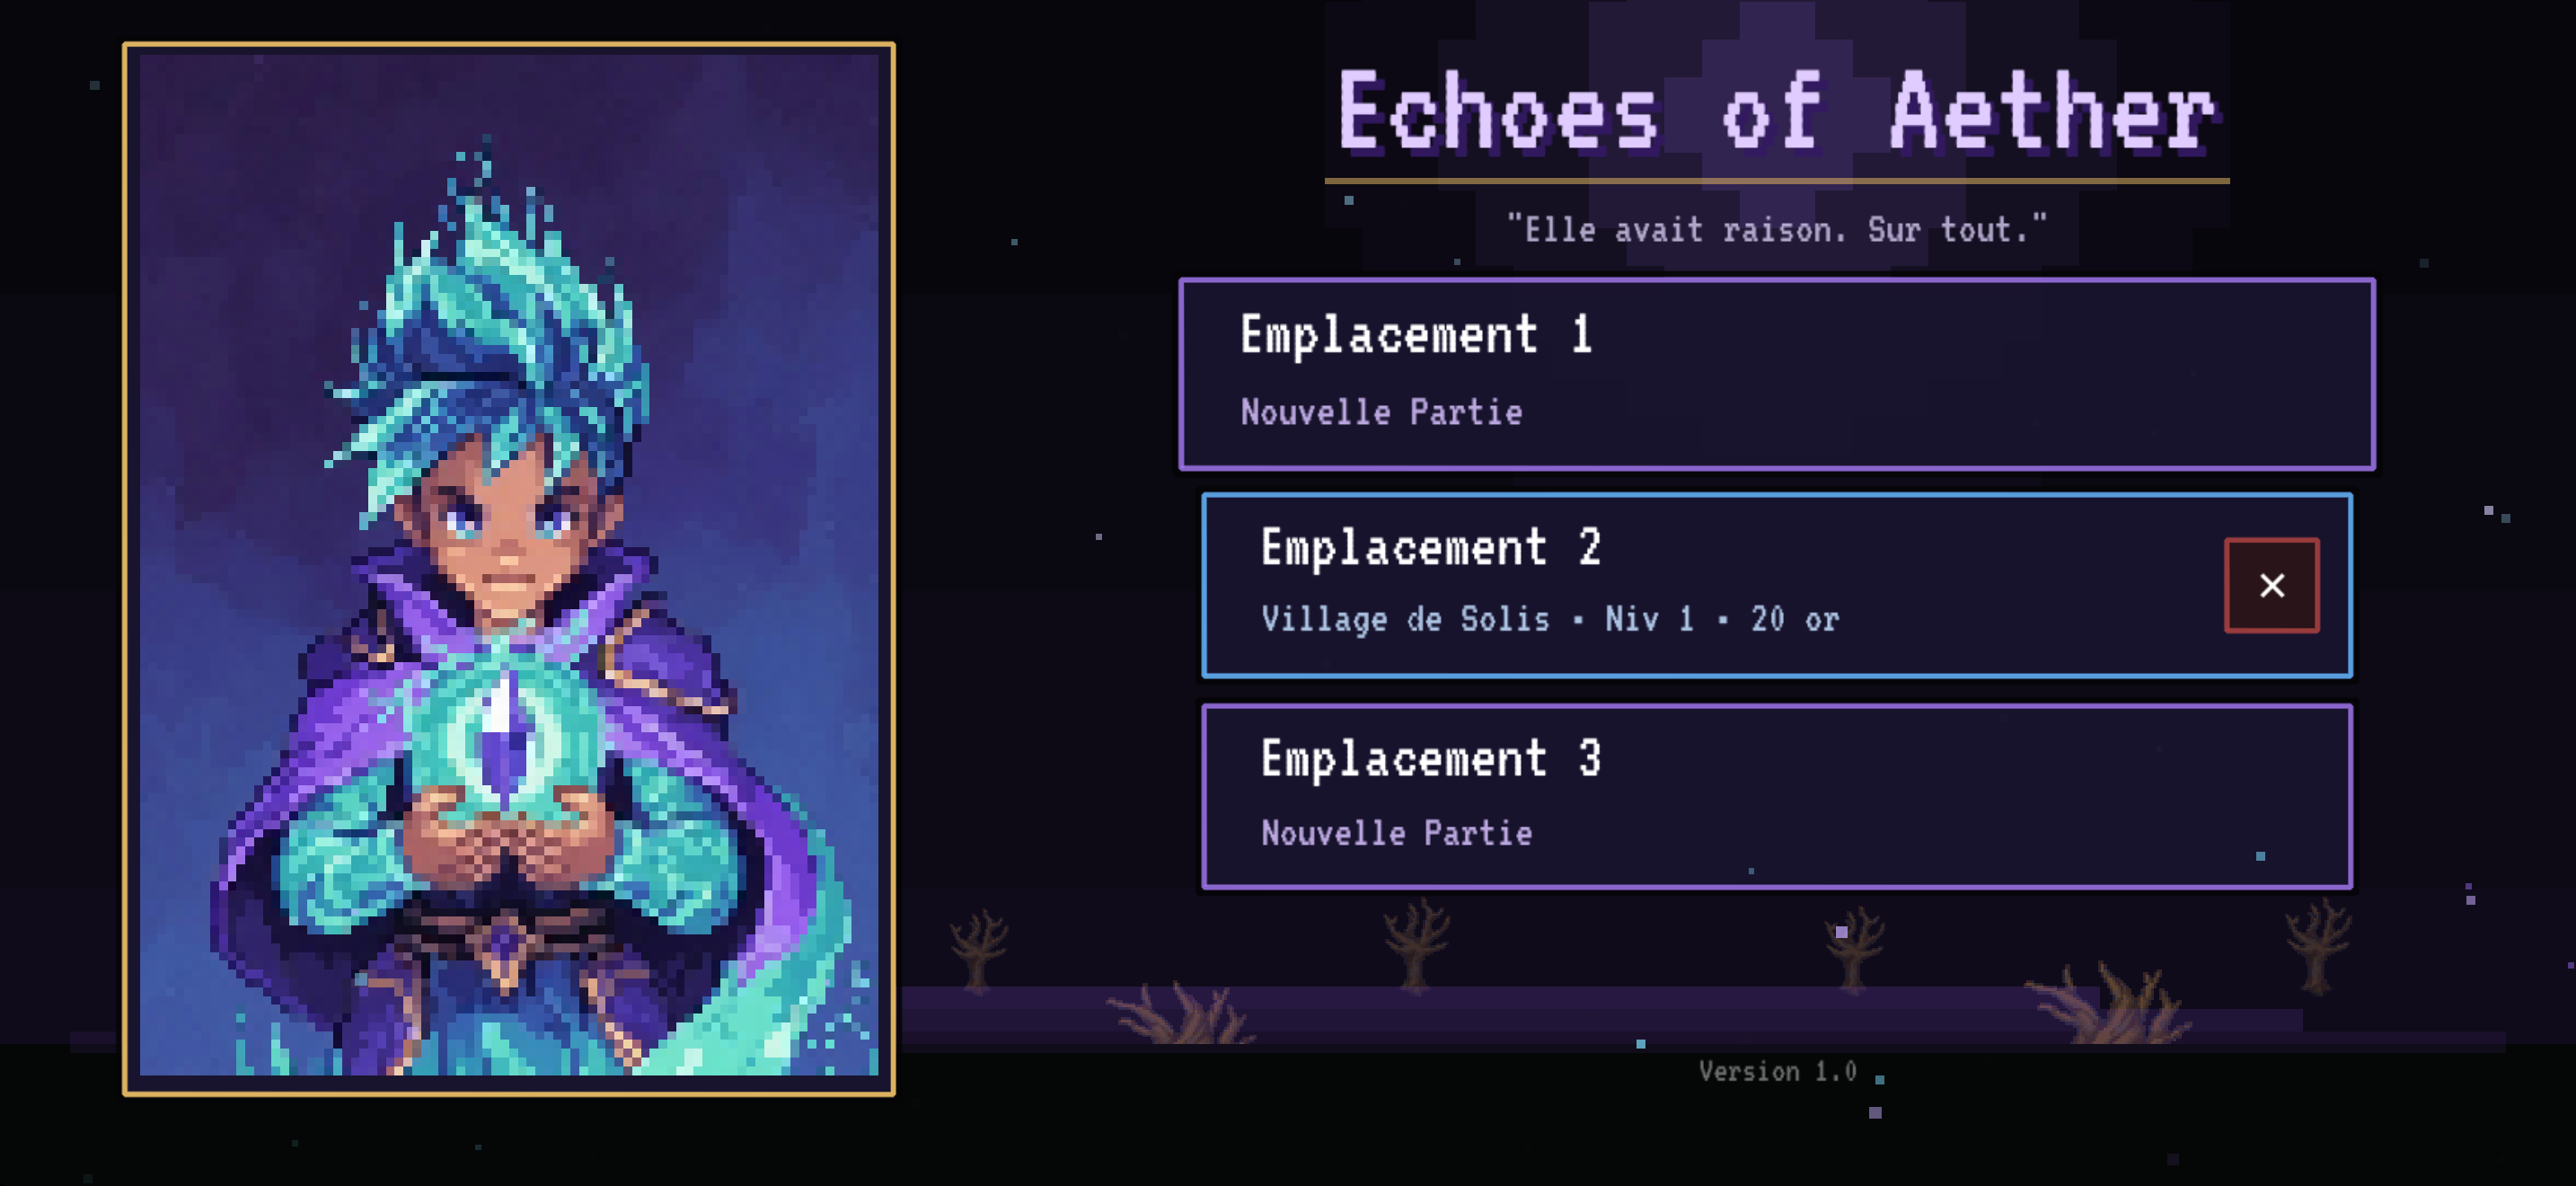 Echoes of Aether
"Elle avait raison. Sur tout."
Emplacement 1
Nouvelle Partie
Emplacement 2
Village de Solis ▪ Niv 1 ▪ 20 or
×
Emplacement 3
Nouvelle Partie
Version 1.0